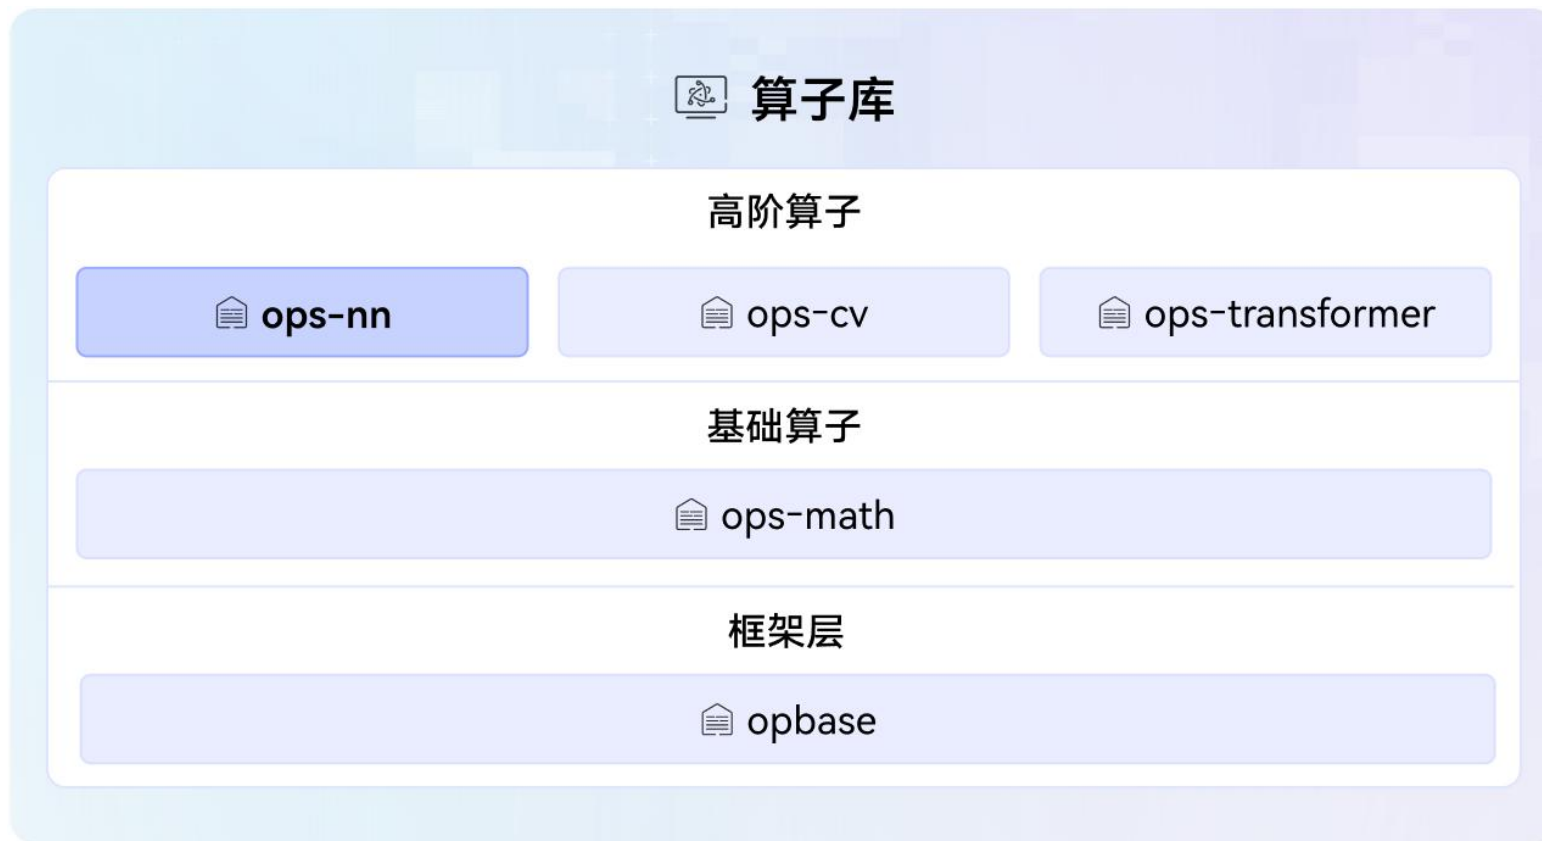 算子库
高阶算子
ops-nn
ops-cv
ops-transformer
基础算子
ops-math
框架层
opbase